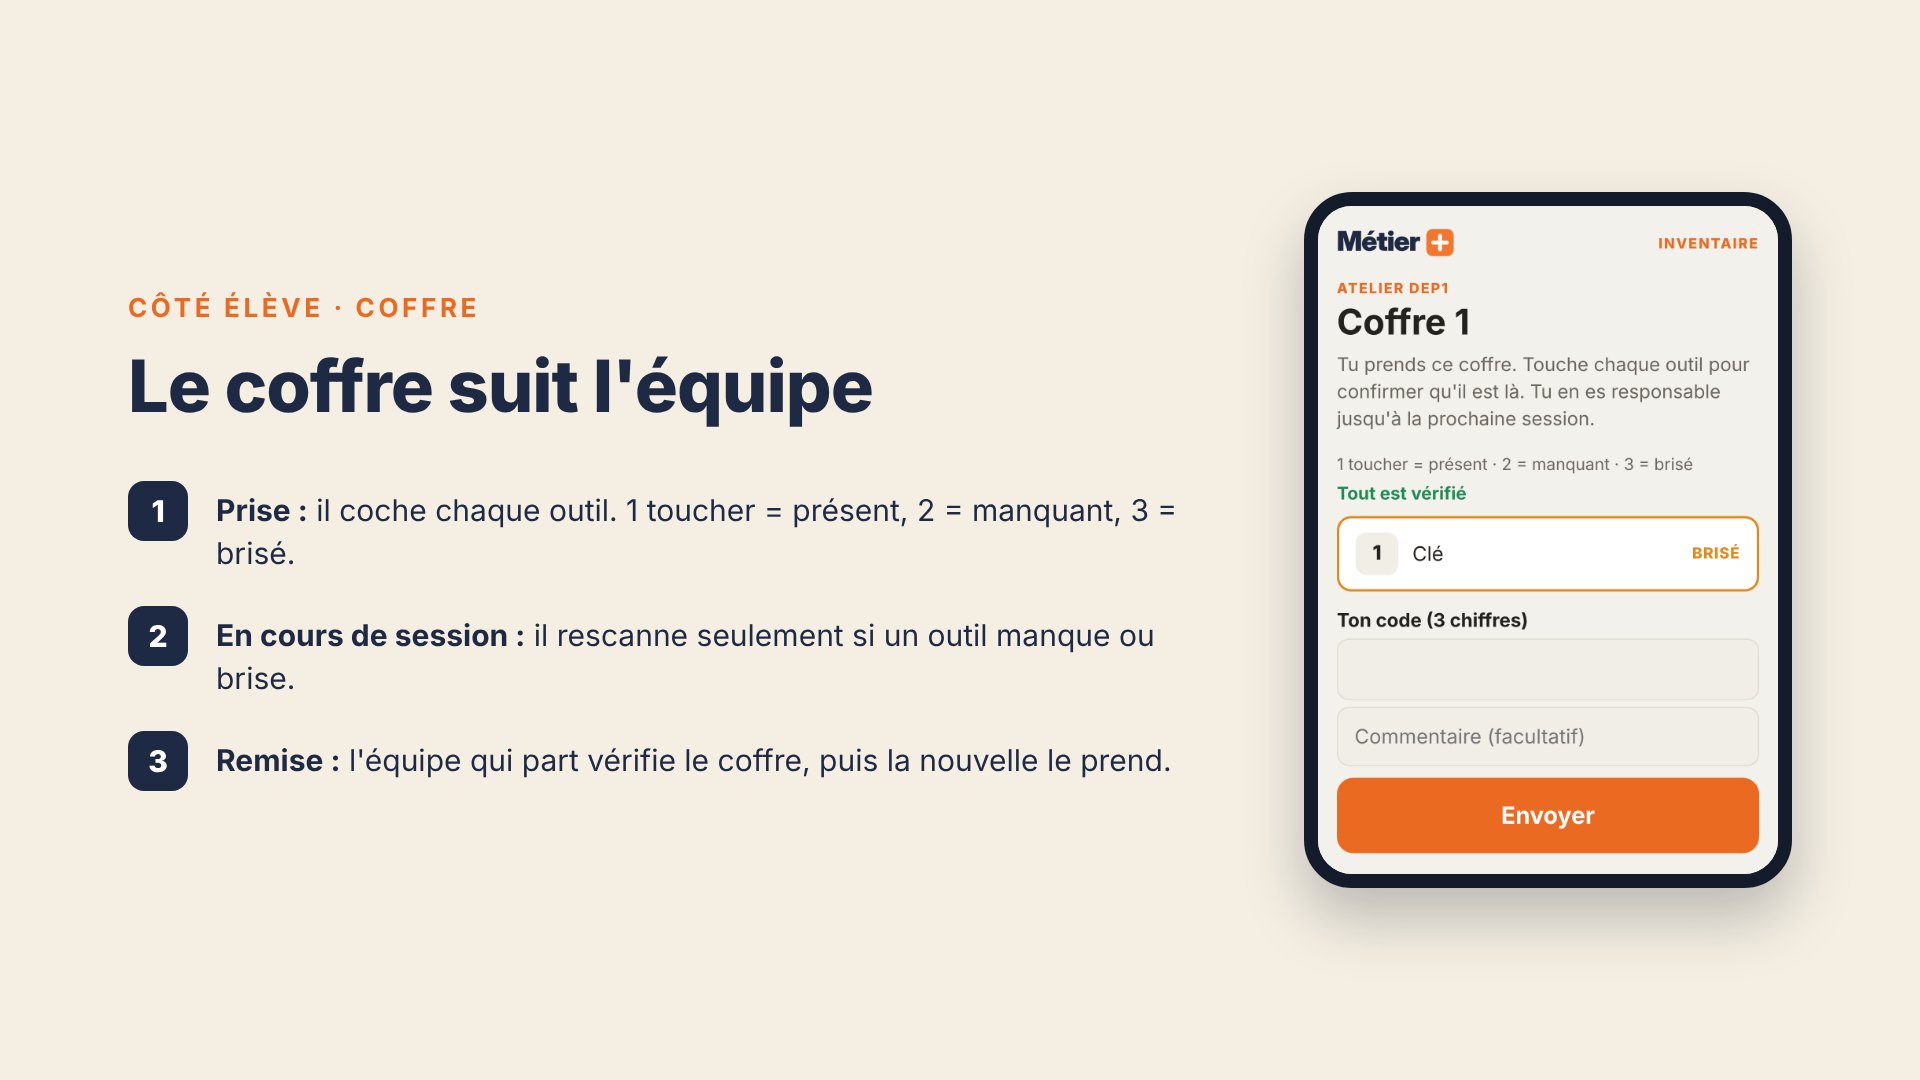 CÔTÉ ÉLÈVE · COFFRE
Le coffre suit l'équipe
1
Prise : il coche chaque outil. 1 toucher = présent, 2 = manquant, 3 =
brisé.
2
En cours de session : il rescanne seulement si un outil manque ou
brise.
3
Remise : l'équipe qui part vérifie le coffre, puis la nouvelle le prend.
Métier +
INVENTAIRE
ATELIER DEP1
Coffre 1
Tu prends ce coffre. Touche chaque outil pour
confirmer qu'il est là. Tu en es responsable
jusqu'à la prochaine session.
1 toucher = présent · 2 = manquant · 3 = brisé
Tout est vérifié
1 Clé BRISÉ
Ton code (3 chiffres)
Commentaire (facultatif)
Envoyer